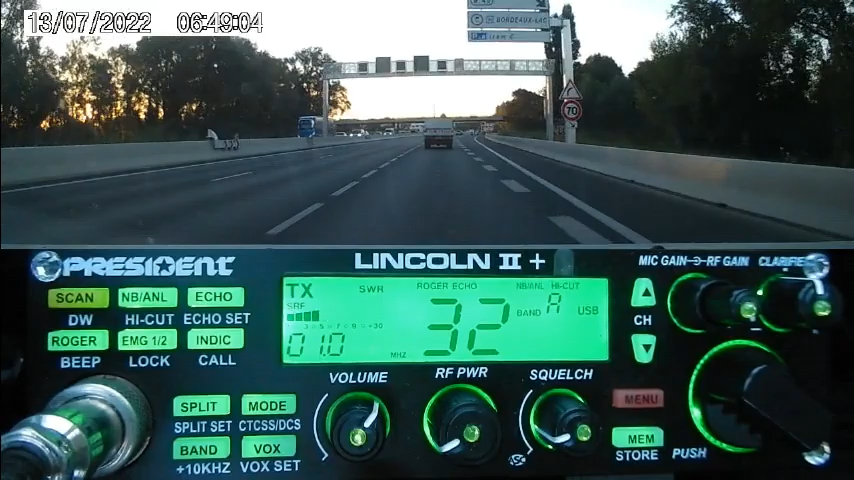 13/07/2022 06:49:04
BORDEAUX-LAC
70
PRESIDENT
LINCOLN II +
MIC GAIN RF GAIN CLARIFIER
SCAN NB/ANL ECHO
DW HI-CUT ECHO SET
ROGER EMG 1/2 INDIC
BEEP LOCK CALL
TX SWR ROGER ECHO NB/ANL HI-CUT
SRF
32 BAND A USB
01.0 MHZ
CH
VOLUME RF PWR SQUELCH
SPLIT MODE
SPLIT SET CTCSS/DCS
BAND VOX
+10KHZ VOX SET
ASC
MENU
MEM
STORE PUSH